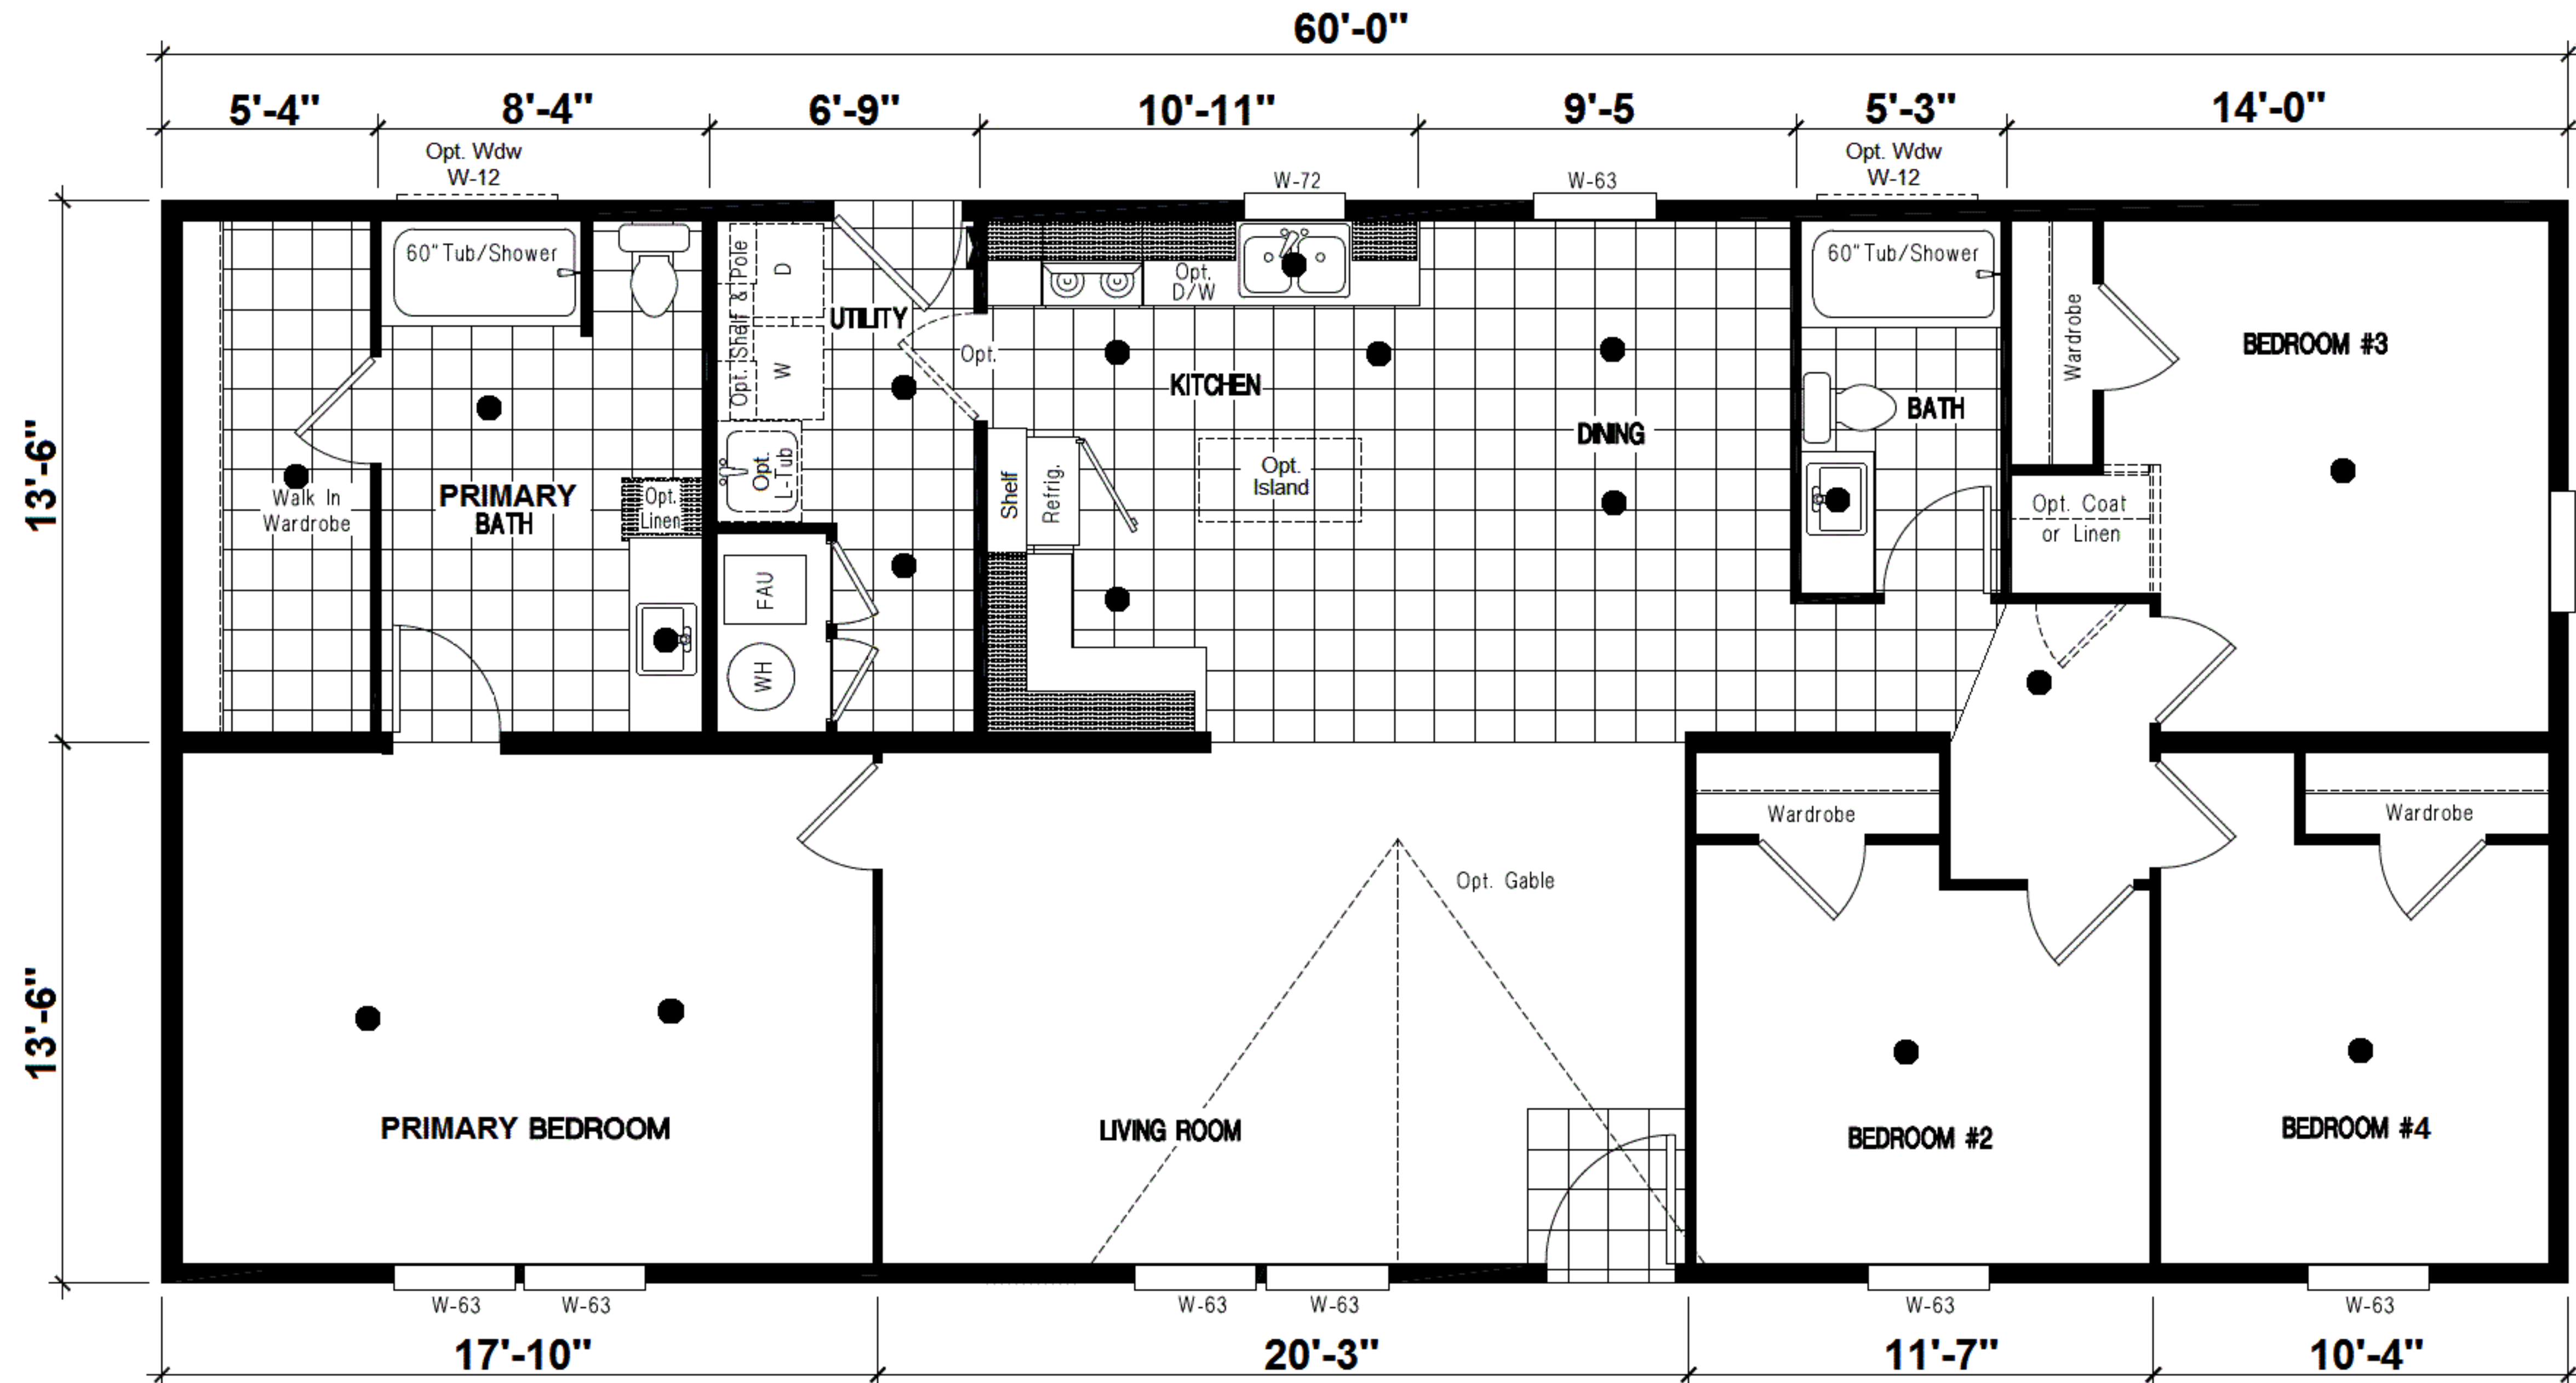 60'-0"
5'-4"
8'-4"
6'-9"
10'-11"
9'-5
5'-3"
14'-0"
Opt. Wdw
W-12
W-72
W-63
Opt. Wdw
W-12
13'-6"
13'-6"
60" Tub/Shower
Walk In
Wardrobe
PRIMARY
BATH
Opt.
Linen
Opt. Shelf & Pole
D
W
UTILITY
Opt.
Opt.
L-Tub
FAU
WH
Opt.
D/W
KITCHEN
Shelf
Refrig.
Opt.
Island
DINING
60" Tub/Shower
BATH
Wardrobe
BEDROOM #3
Opt. Coat
or Linen
PRIMARY BEDROOM
Opt. Gable
LIVING ROOM
Wardrobe
BEDROOM #2
Wardrobe
BEDROOM #4
W-63
W-63
W-63
W-63
W-63
W-63
17'-10"
20'-3"
11'-7"
10'-4"